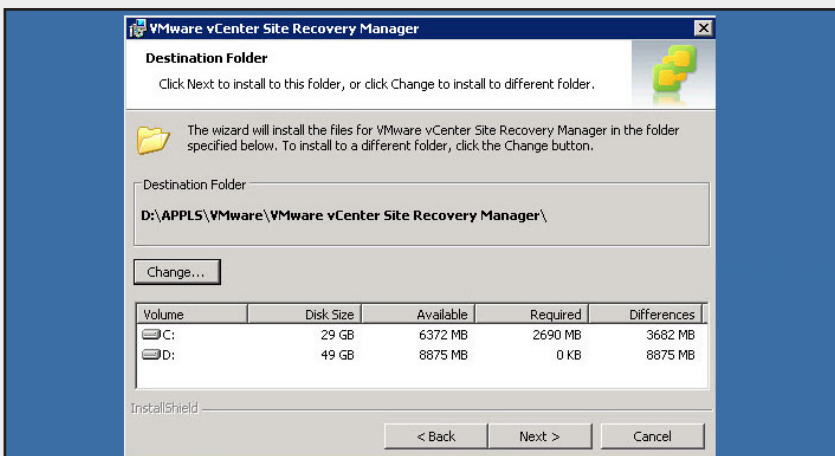 VMware vCenter Site Recovery Manager
Destination Folder
Click Next to install to this folder, or click Change to install to different folder.
The wizard will install the files for VMware vCenter Site Recovery Manager in the folder
specified below. To install to a different folder, click the Change button.
Destination Folder
D:\APPLS\VMware\VMware vCenter Site Recovery Manager\
Change...
Volume Disk Size Available Required Differences
C: 29 GB 6372 MB 2690 MB 3682 MB
D: 49 GB 8875 MB 0 KB 8875 MB
InstallShield
< Back Next > Cancel